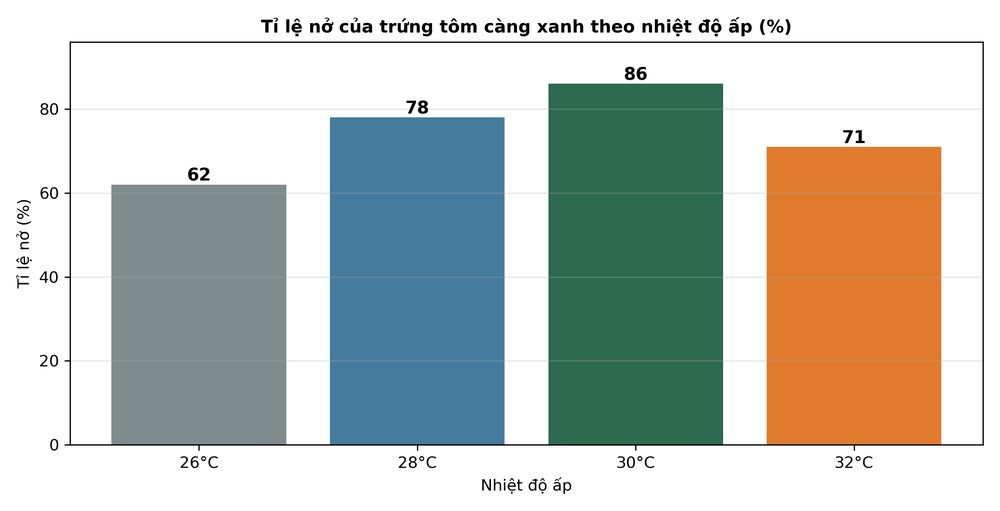 Tỉ lệ nở của trứng tôm càng xanh theo nhiệt độ ấp (%)
Tỉ lệ nở (%)
80
60
40
20
0
62
78
86
71
26°C
28°C
30°C
32°C
Nhiệt độ ấp